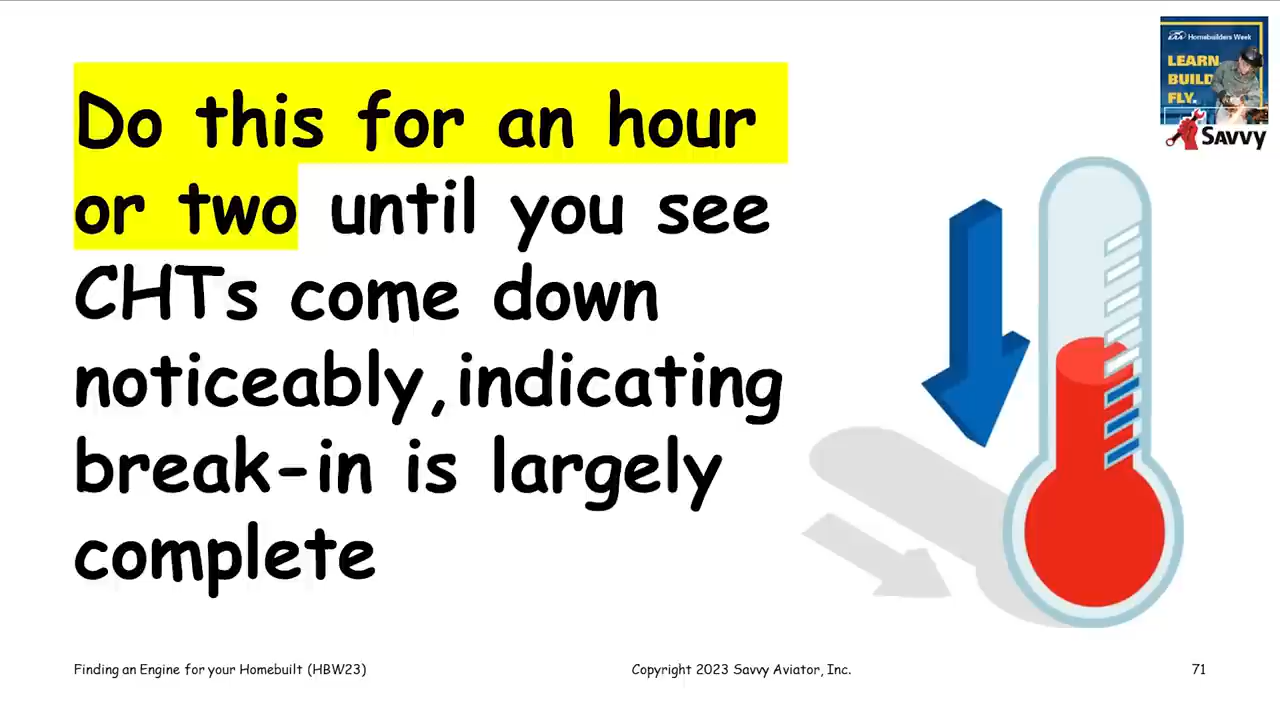 EAA Homebuilders Week
LEARN.
BUILD.
FLY.
SAVVY
Do this for an hour
or two until you see
CHTs come down
noticeably, indicating
break-in is largely
complete
Finding an Engine for your Homebuilt (HBW23)
Copyright 2023 Savvy Aviator, Inc.
71